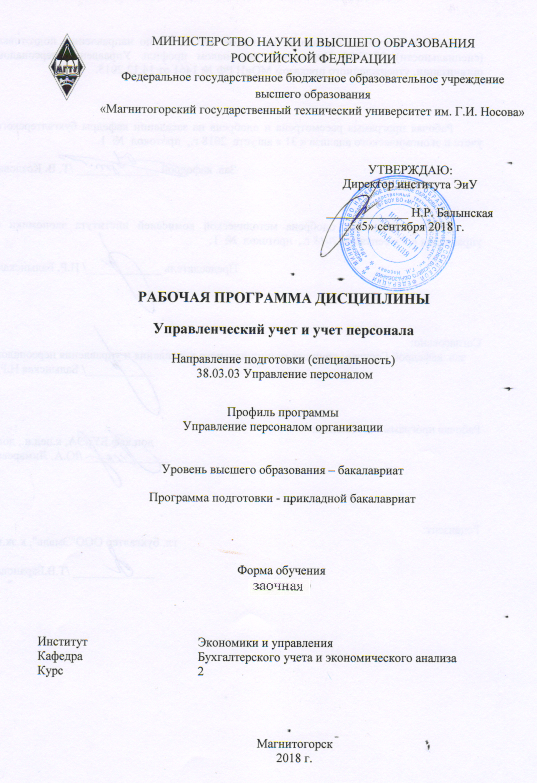 МИНИСТЕРСТВО НАУКИ И ВЫСШЕГО ОБРАЗОВАНИЯ
РОССИЙСКОЙ ФЕДЕРАЦИИ
Федеральное государственное бюджетное образовательное учреждение
высшего образования
«Магнитогорский государственный технический университет им. Г.И. Носова»
УТВЕРЖДАЮ:
Директор института ЭиУ
Н.Р. Балынская
«5» сентября 2018 г.
РАБОЧАЯ ПРОГРАММА ДИСЦИПЛИНЫ
Управленческий учет и учет персонала
Направление подготовки (специальность)
38.03.03 Управление персоналом
Профиль программы
Управление персоналом организации
Уровень высшего образования – бакалавриат
Программа подготовки - прикладной бакалавриат
Форма обучения
заочная
Институт Экономики и управления
Кафедра Бухгалтерского учета и экономического анализа
Курс 2
Магнитогорск
2018 г.